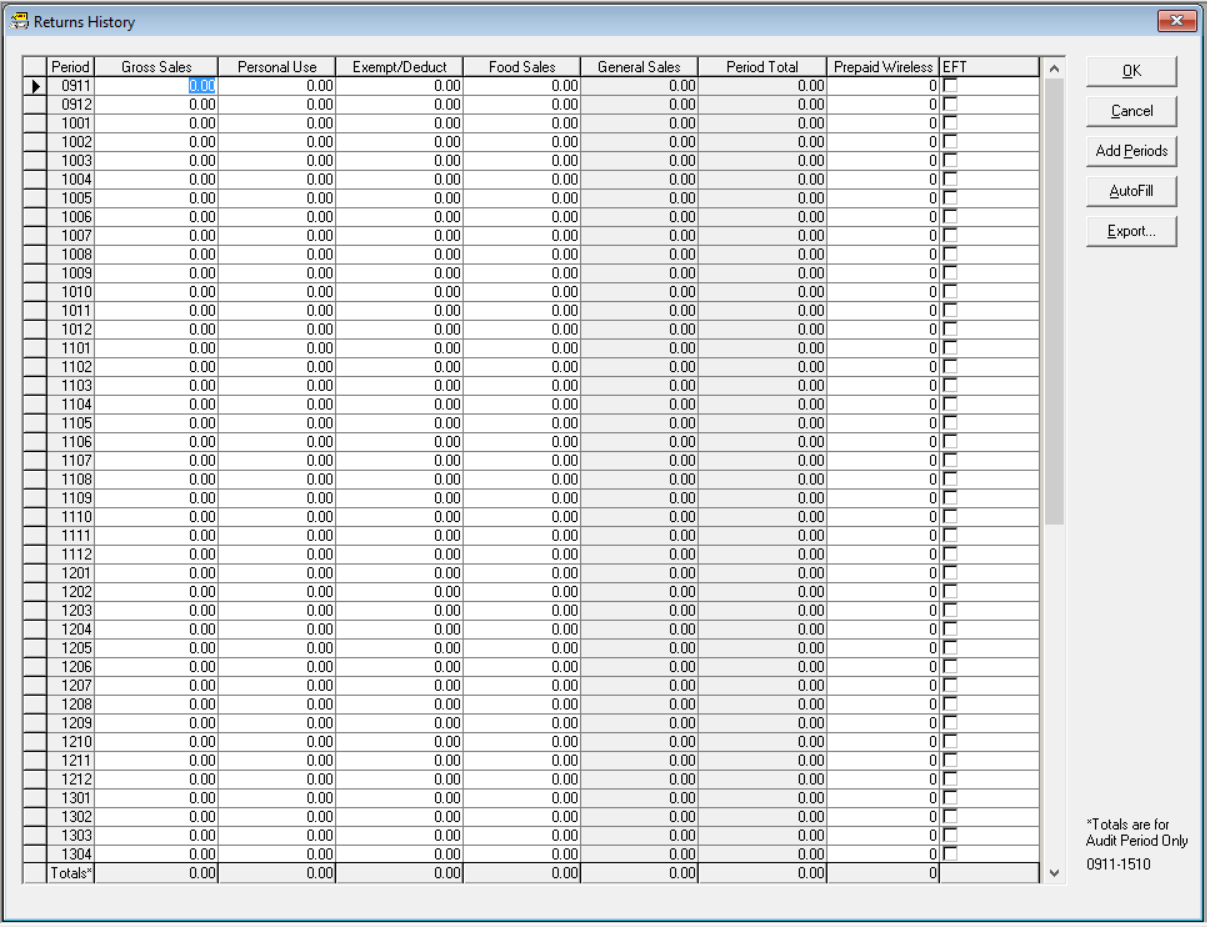 Returns History
Period Gross Sales Personal Use Exempt/Deduct Food Sales General Sales Period Total Prepaid Wireless EFT
0911 0.00 0.00 0.00 0.00 0.00 0.00 0
0912 0.00 0.00 0.00 0.00 0.00 0.00 0
1001 0.00 0.00 0.00 0.00 0.00 0.00 0
1002 0.00 0.00 0.00 0.00 0.00 0.00 0
1003 0.00 0.00 0.00 0.00 0.00 0.00 0
1004 0.00 0.00 0.00 0.00 0.00 0.00 0
1005 0.00 0.00 0.00 0.00 0.00 0.00 0
1006 0.00 0.00 0.00 0.00 0.00 0.00 0
1007 0.00 0.00 0.00 0.00 0.00 0.00 0
1008 0.00 0.00 0.00 0.00 0.00 0.00 0
1009 0.00 0.00 0.00 0.00 0.00 0.00 0
1010 0.00 0.00 0.00 0.00 0.00 0.00 0
1011 0.00 0.00 0.00 0.00 0.00 0.00 0
1012 0.00 0.00 0.00 0.00 0.00 0.00 0
1101 0.00 0.00 0.00 0.00 0.00 0.00 0
1102 0.00 0.00 0.00 0.00 0.00 0.00 0
1103 0.00 0.00 0.00 0.00 0.00 0.00 0
1104 0.00 0.00 0.00 0.00 0.00 0.00 0
1105 0.00 0.00 0.00 0.00 0.00 0.00 0
1106 0.00 0.00 0.00 0.00 0.00 0.00 0
1107 0.00 0.00 0.00 0.00 0.00 0.00 0
1108 0.00 0.00 0.00 0.00 0.00 0.00 0
1109 0.00 0.00 0.00 0.00 0.00 0.00 0
1110 0.00 0.00 0.00 0.00 0.00 0.00 0
1111 0.00 0.00 0.00 0.00 0.00 0.00 0
1112 0.00 0.00 0.00 0.00 0.00 0.00 0
1201 0.00 0.00 0.00 0.00 0.00 0.00 0
1202 0.00 0.00 0.00 0.00 0.00 0.00 0
1203 0.00 0.00 0.00 0.00 0.00 0.00 0
1204 0.00 0.00 0.00 0.00 0.00 0.00 0
1205 0.00 0.00 0.00 0.00 0.00 0.00 0
1206 0.00 0.00 0.00 0.00 0.00 0.00 0
1207 0.00 0.00 0.00 0.00 0.00 0.00 0
1208 0.00 0.00 0.00 0.00 0.00 0.00 0
1209 0.00 0.00 0.00 0.00 0.00 0.00 0
1210 0.00 0.00 0.00 0.00 0.00 0.00 0
1211 0.00 0.00 0.00 0.00 0.00 0.00 0
1212 0.00 0.00 0.00 0.00 0.00 0.00 0
1301 0.00 0.00 0.00 0.00 0.00 0.00 0
1302 0.00 0.00 0.00 0.00 0.00 0.00 0
1303 0.00 0.00 0.00 0.00 0.00 0.00 0
1304 0.00 0.00 0.00 0.00 0.00 0.00 0
Totals* 0.00 0.00 0.00 0.00 0.00 0.00 0
OK
Cancel
Add Periods
AutoFill
Export...
*Totals are for
Audit Period Only
0911-1510